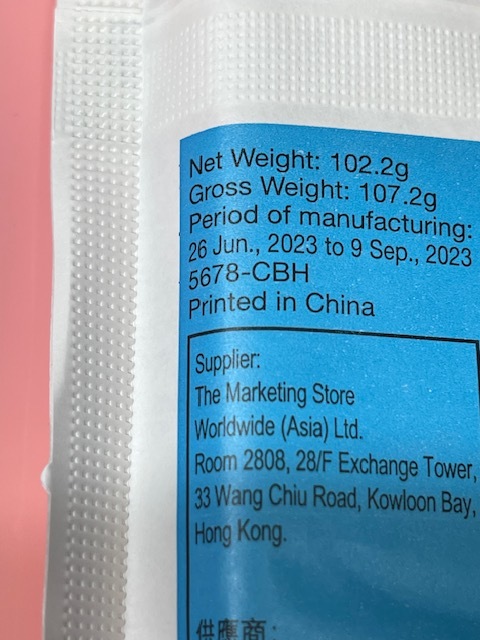 Net Weight: 102.2g
Gross Weight: 107.2g
Period of manufacturing:
26 Jun., 2023 to 9 Sep., 2023
5678-CBH
Printed in China
Supplier:
The Marketing Store
Worldwide (Asia) Ltd.
Room 2808, 28/F Exchange Tower,
33 Wang Chiu Road, Kowloon Bay,
Hong Kong.
供應商: